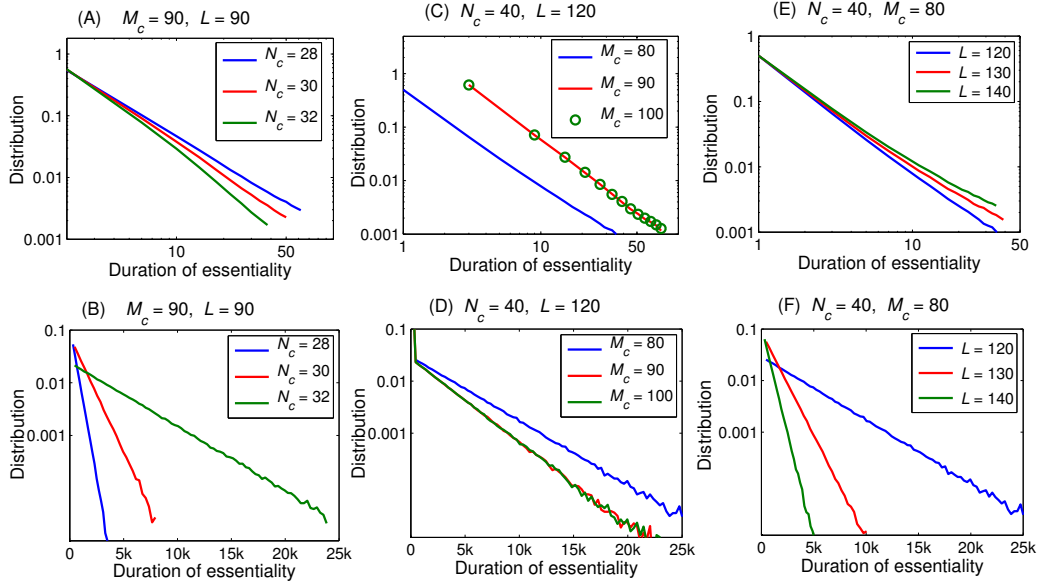 (A) M_c = 90, L = 90
1
0.1
0.01
0.001
10
50
Distribution
Duration of essentiality
N_c = 28
N_c = 30
N_c = 32
(C) N_c = 40, L = 120
1
0.1
0.01
0.001
1
10
50
Distribution
Duration of essentiality
M_c = 80
M_c = 90
M_c = 100
(E) N_c = 40, M_c = 80
1
0.1
0.01
0.001
1
10
50
Distribution
Duration of essentiality
L = 120
L = 130
L = 140
(B) M_c = 90, L = 90
0.1
0.01
0.001
0
5k
10k
15k
20k
25k
Distribution
Duration of essentiality
N_c = 28
N_c = 30
N_c = 32
(D) N_c = 40, L = 120
0.1
0.01
0.001
0
5k
10k
15k
20k
25k
Distribution
Duration of essentiality
M_c = 80
M_c = 90
M_c = 100
(F) N_c = 40, M_c = 80
0.1
0.01
0.001
0
5k
10k
15k
20k
25k
Distribution
Duration of essentiality
L = 120
L = 130
L = 140